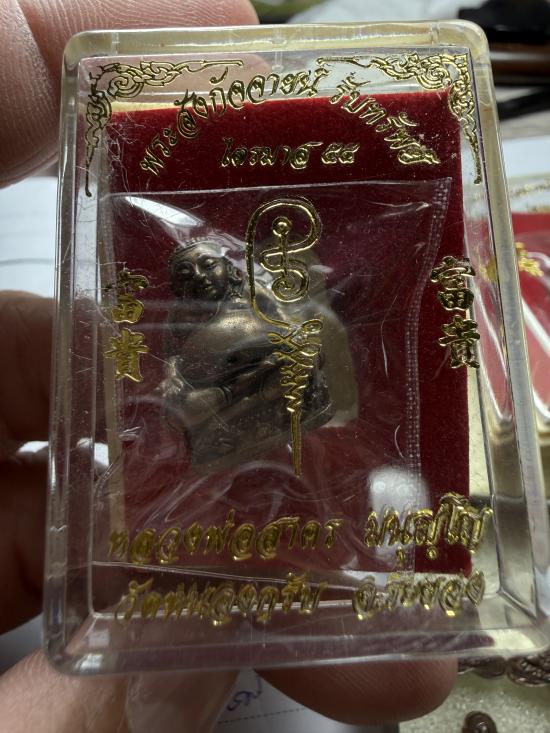 พระสังกัจจายน์ รับทรัพย์
ไตรมาส ๕๔
富貴
富貴
หลวงพ่อสาคร มนุญฺโญ
วัดหนองกรับ จ.ระยอง